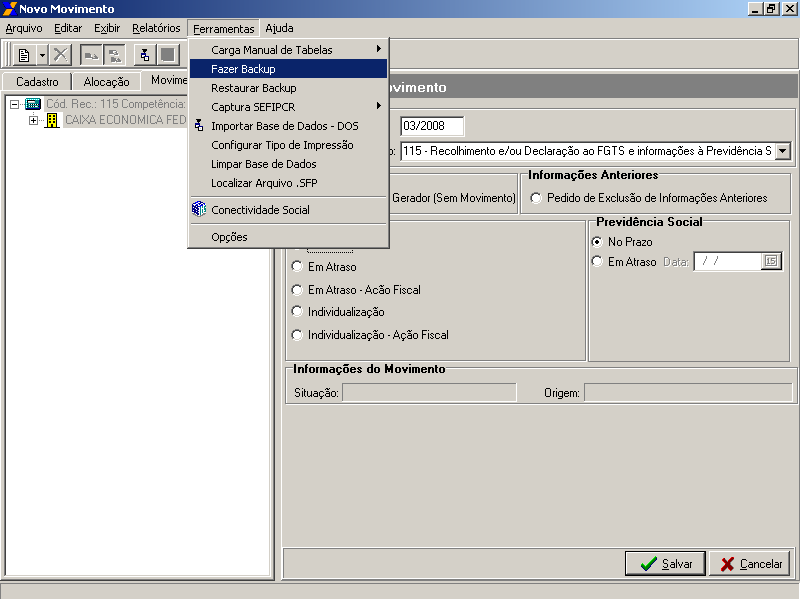 Novo Movimento
Arquivo Editar Exibir Relatórios Ferramentas Ajuda
Carga Manual de Tabelas
Fazer Backup
Restaurar Backup
Captura SEFIPCR
Importar Base de Dados - DOS
Configurar Tipo de Impressão
Limpar Base de Dados
Localizar Arquivo .SFP
Conectividade Social
Opções
Cadastro Alocação Movime
Cód. Rec.: 115 Competência:
CAIXA ECONOMICA FED
ovimento
03/2008
o: 115 - Recolhimento e/ou Declaração ao FGTS e informações à Previdência S
Gerador (Sem Movimento)
Informações Anteriores
Pedido de Exclusão de Informações Anteriores
Em Atraso
Em Atraso - Acão Fiscal
Individualização
Individualização - Ação Fiscal
Previdência Social
No Prazo
Em Atraso Data: / / 15
Informações do Movimento
Situação: Origem:
Salvar Cancelar